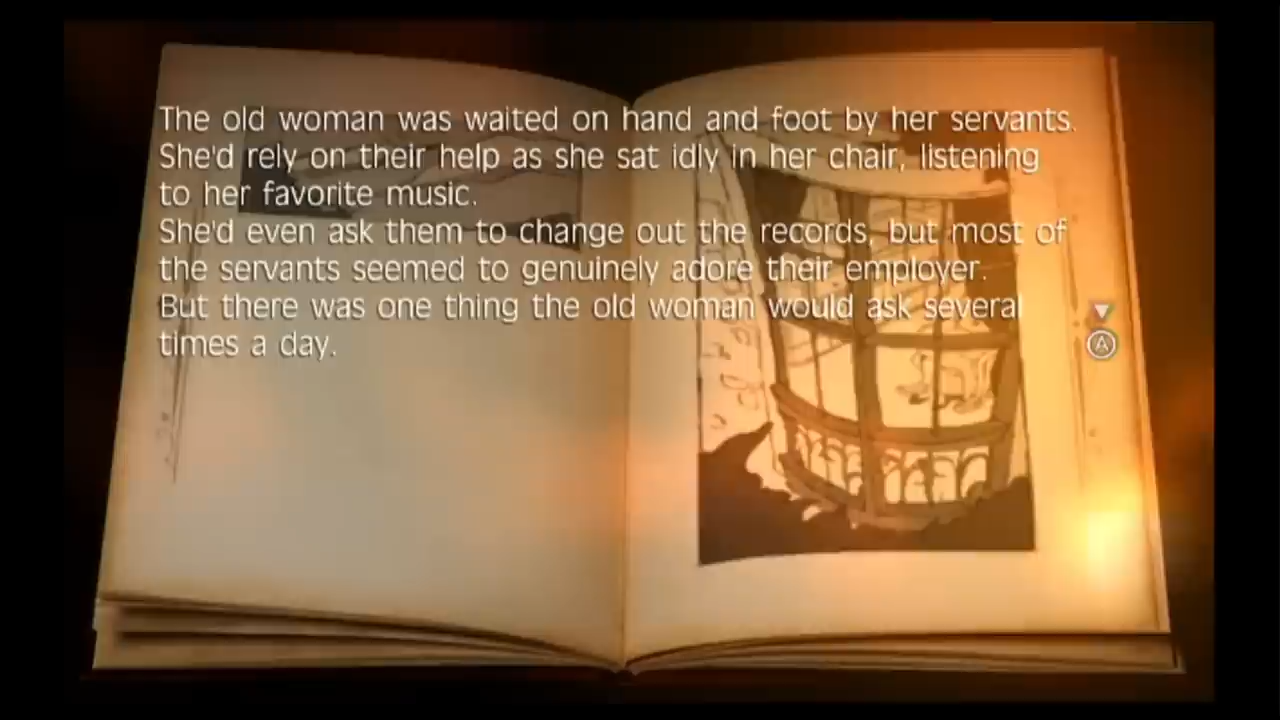 The old woman was waited on hand and foot by her servants.
She'd rely on their help as she sat idly in her chair, listening
to her favorite music.
She'd even ask them to change out the records, but most of
the servants seemed to genuinely adore their employer.
But there was one thing the old woman would ask several
times a day.
A